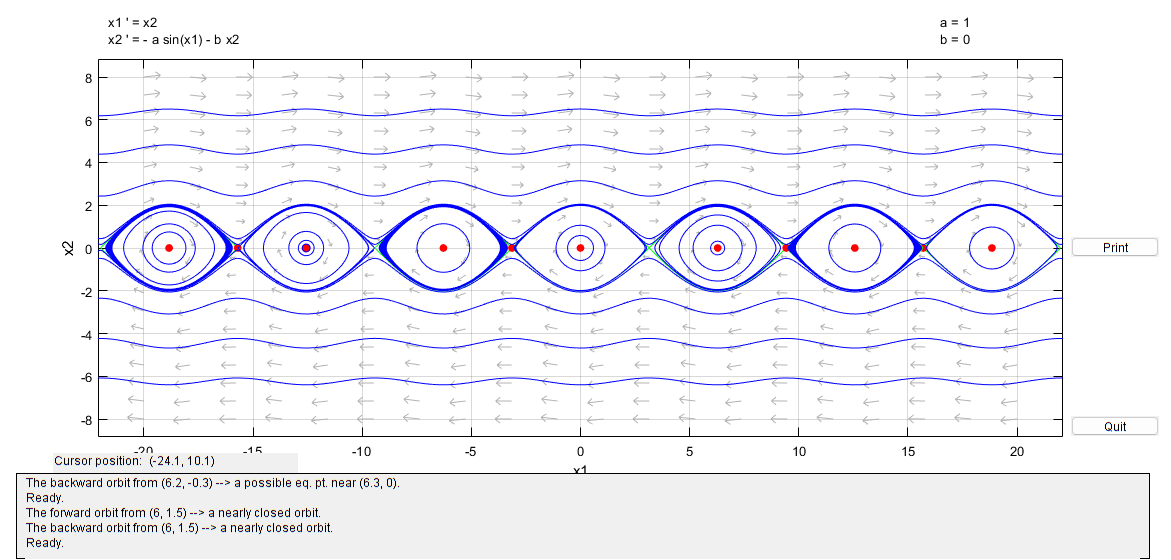 x1 ' = x2
a = 1
x2 ' = - a sin(x1) - b x2
b = 0
8
6
4
2
0
-2
-4
-6
-8
x2
-20 -15 -10 -5 0 5 10 15 20
x1
Print
Quit
Cursor position: (-24.1, 10.1)
The backward orbit from (6.2, -0.3) --> a possible eq. pt. near (6.3, 0).
Ready.
The forward orbit from (6, 1.5) --> a nearly closed orbit.
The backward orbit from (6, 1.5) --> a nearly closed orbit.
Ready.